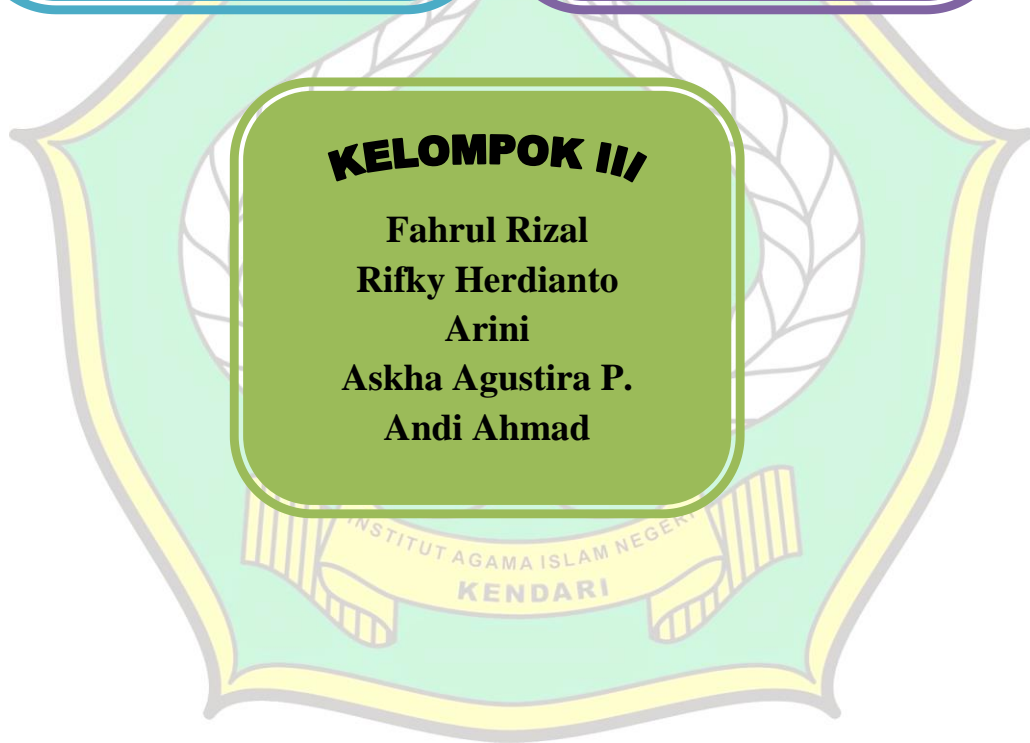 KELOMPOK III
Fahrul Rizal
Rifky Herdianto
Arini
Askha Agustira P.
Andi Ahmad
INSTITUT AGAMA ISLAM NEGERI
KENDARI